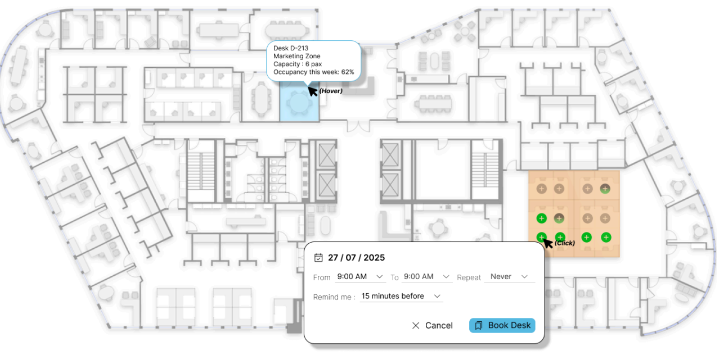 Desk D-213
Marketing Zone
Capacity : 6 pax
Occupancy this week: 62%
(Hover)
(Click)
27 / 07 / 2025
From 9:00 AM To 9:00 AM Repeat Never
Remind me : 15 minutes before
Cancel Book Desk